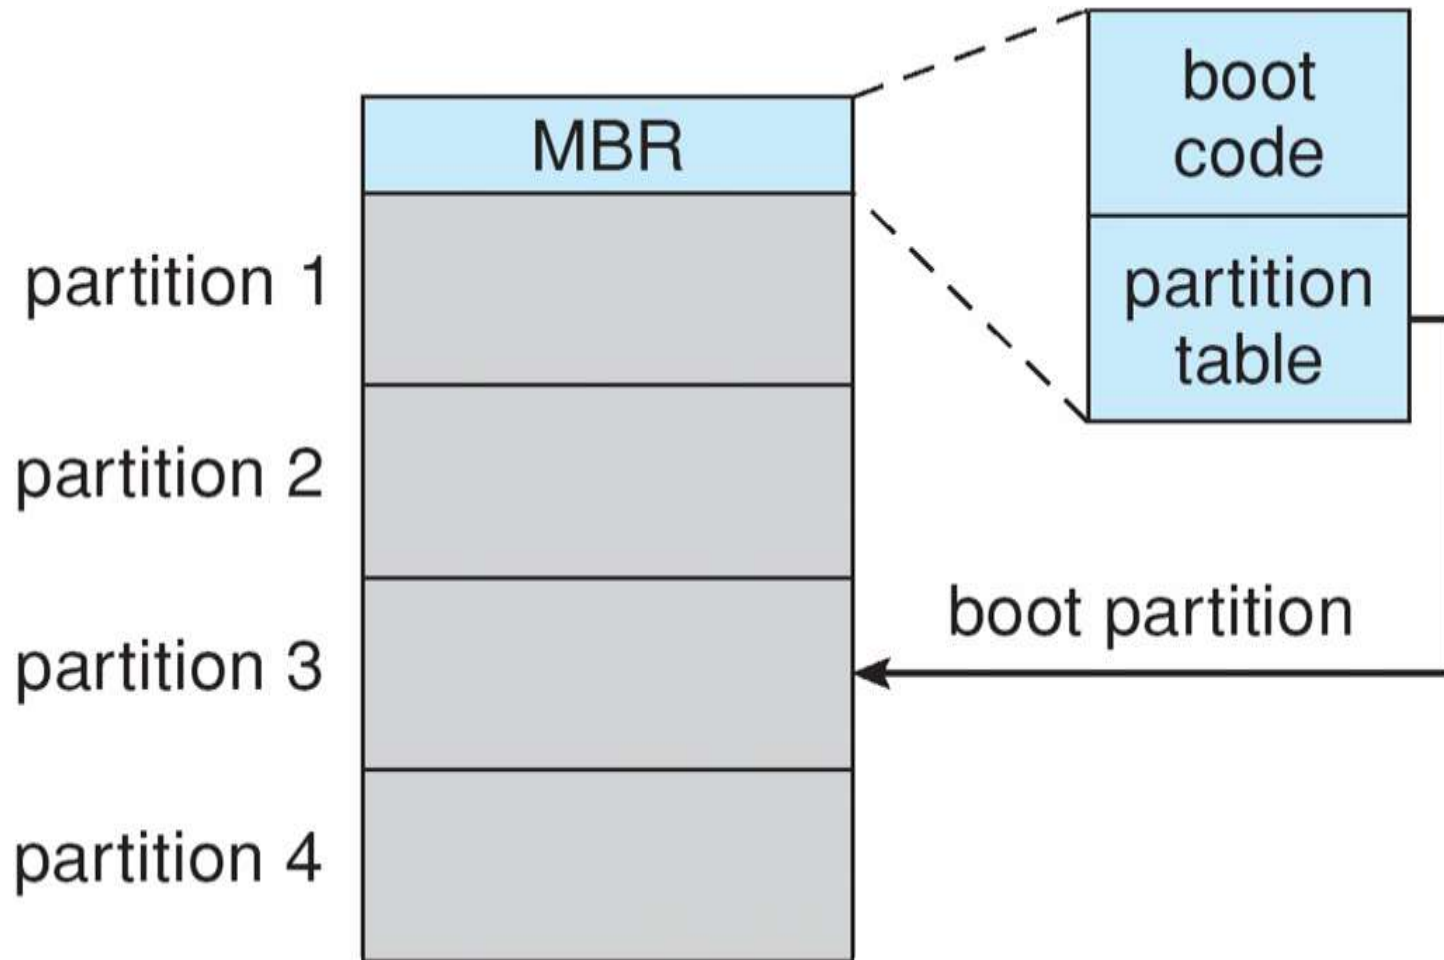 MBR
boot
code
partition
table
partition 1
partition 2
boot partition
partition 3
partition 4